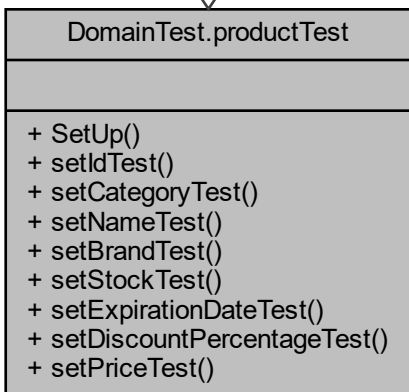 DomainTest.productTest
+ SetUp()
+ setIdTest()
+ setCategoryTest()
+ setNameTest()
+ setBrandTest()
+ setStockTest()
+ setExpirationDateTest()
+ setDiscountPercentageTest()
+ setPriceTest()